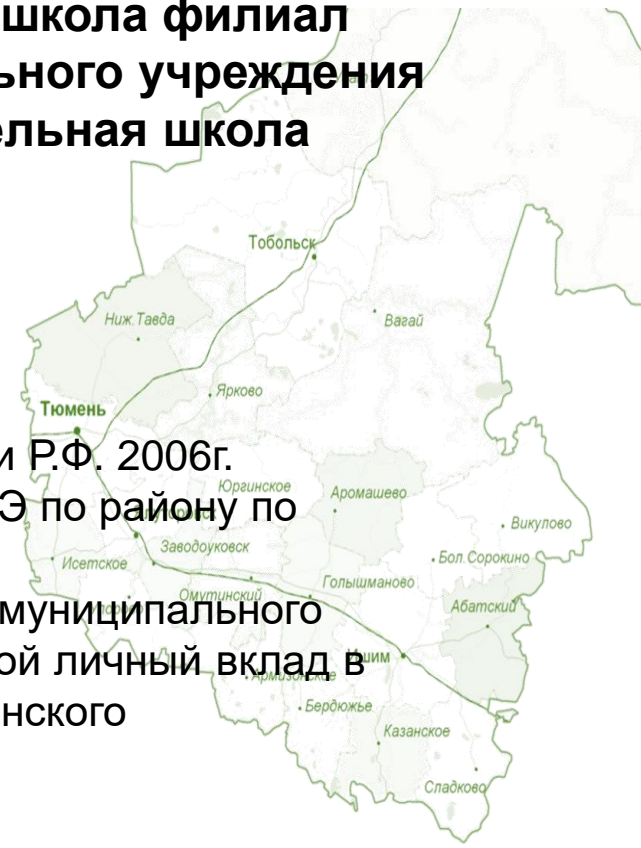 школа филиал
ьного учреждения
ельная школа
Тобольск
Ниж.Тавда
Вагай
Ярково
Тюмень
и Р.Ф. 2006г.
Юргинское
Аромашево
Э по району по
Викулово
Заводоуковск
Бол.Сорокино
Исетское
Голышманово
Омутинский
Абатский
муниципального
Ишим
ой личный вклад в
Армизонское
Бердюжье
нского
Казанское
Сладково